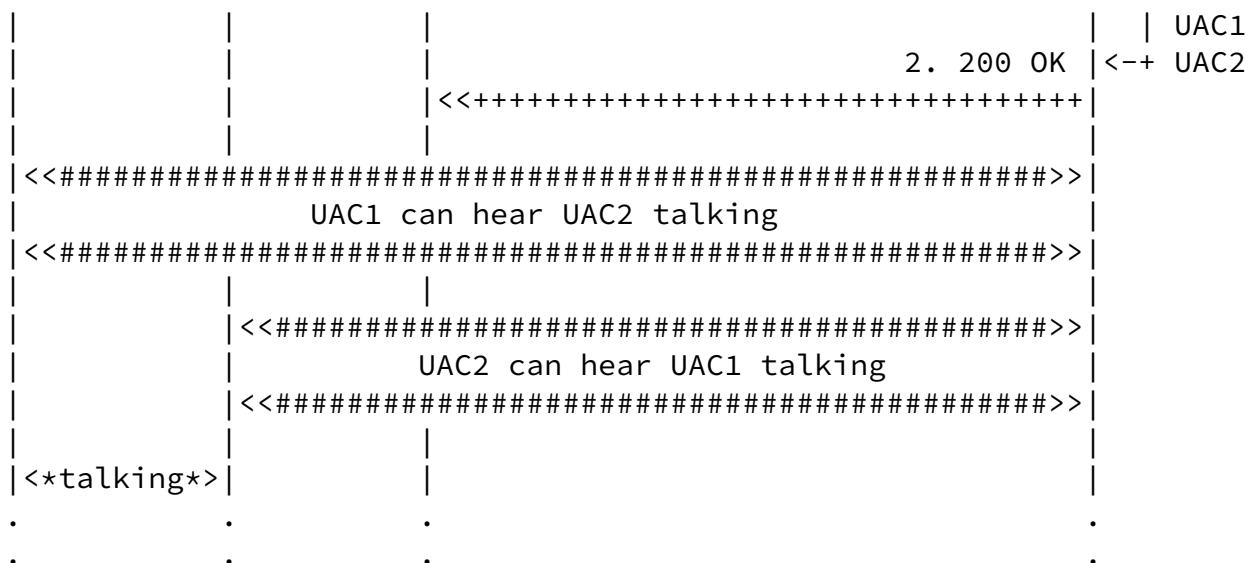 |           |          |                                    |  | UAC1
|           |          |                          2. 200 OK |<-+ UAC2
|           |          |<<++++++++++++++++++++++++++++++++++|
|           |          |                                    |
|<<#######################################################>>|
|                UAC1 can hear UAC2 talking                 |
|<<#######################################################>>|
|           |          |                                    |
|           |<<###########################################>>|
|           |          UAC2 can hear UAC1 talking           |
|           |<<###########################################>>|
|           |          |                                    |
|<*talking*>|          |                                    |
.           .          .                                    .
.           .          .                                    .